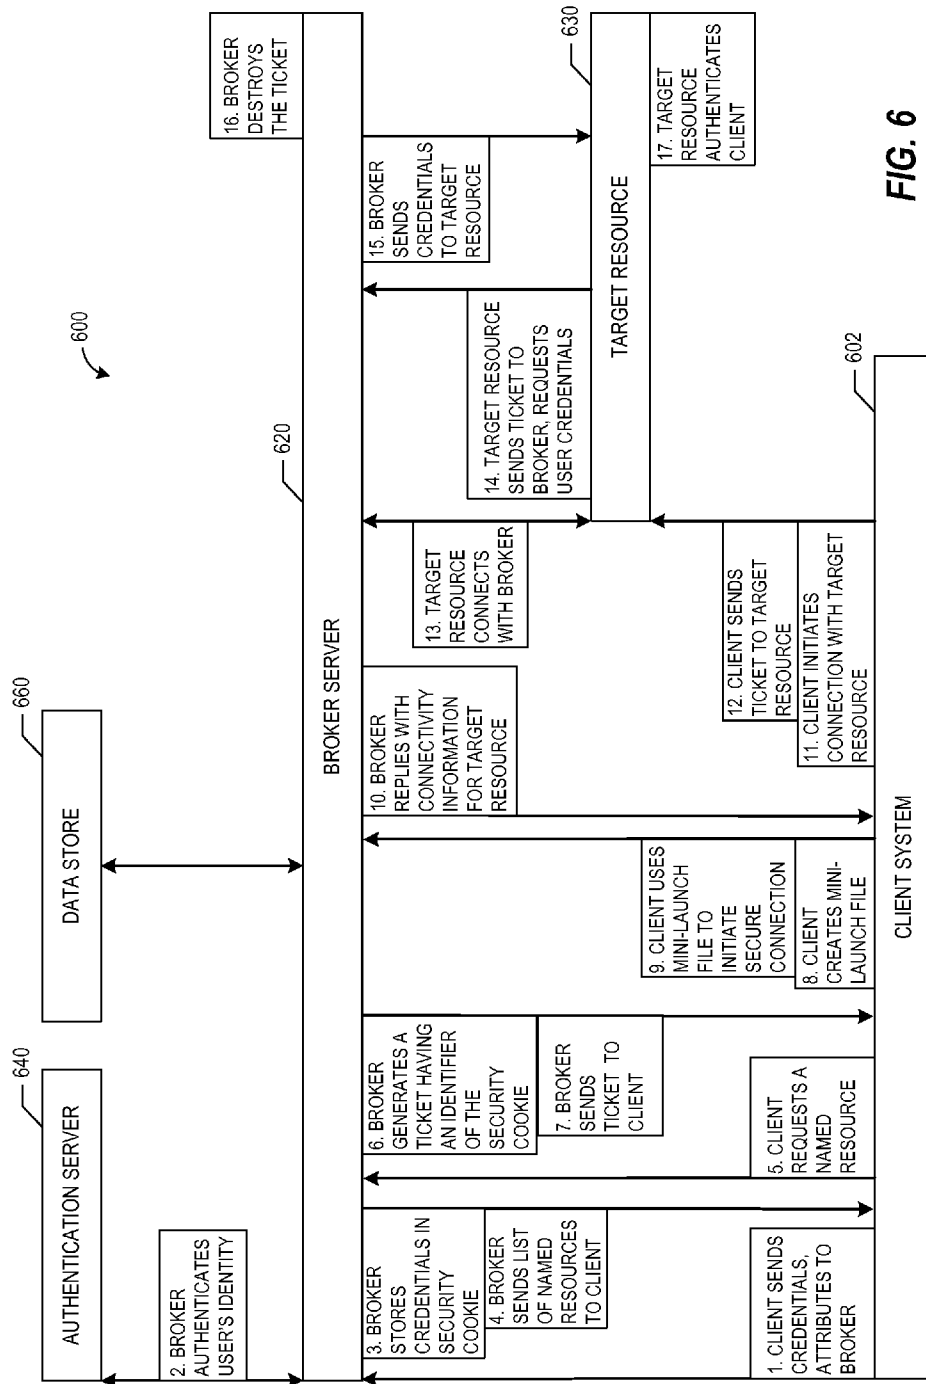 600
AUTHENTICATION SERVER
640
DATA STORE
660
2. BROKER
AUTHENTICATES
USER'S IDENTITY
BROKER SERVER
620
16. BROKER
DESTROYS
THE TICKET
3. BROKER
STORES
CREDENTIALS IN
SECURITY
COOKIE
4. BROKER
SENDS LIST
OF NAMED
RESOURCES
TO CLIENT
6. BROKER
GENERATES A
TICKET HAVING
AN IDENTIFIER
OF THE
SECURITY
COOKIE
7. BROKER
SENDS
TICKET TO
CLIENT
10. BROKER
REPLIES WITH
CONNECTIVITY
INFORMATION
FOR TARGET
RESOURCE
13. TARGET
RESOURCE
CONNECTS
WITH BROKER
14. TARGET RESOURCE
SENDS TICKET TO
BROKER, REQUESTS
USER CREDENTIALS
15. BROKER
SENDS
CREDENTIALS
TO TARGET
RESOURCE
TARGET RESOURCE
630
17. TARGET
RESOURCE
AUTHENTICATES
CLIENT
1. CLIENT SENDS
CREDENTIALS,
ATTRIBUTES TO
BROKER
5. CLIENT
REQUESTS A
NAMED
RESOURCE
9. CLIENT USES
MINI-LAUNCH
FILE TO
INITIATE
SECURE
CONNECTION
8. CLIENT
CREATES MINI-
LAUNCH FILE
12. CLIENT SENDS
TICKET TO TARGET
RESOURCE
11. CLIENT INITIATES
CONNECTION WITH TARGET
RESOURCE
CLIENT SYSTEM
602
FIG. 6